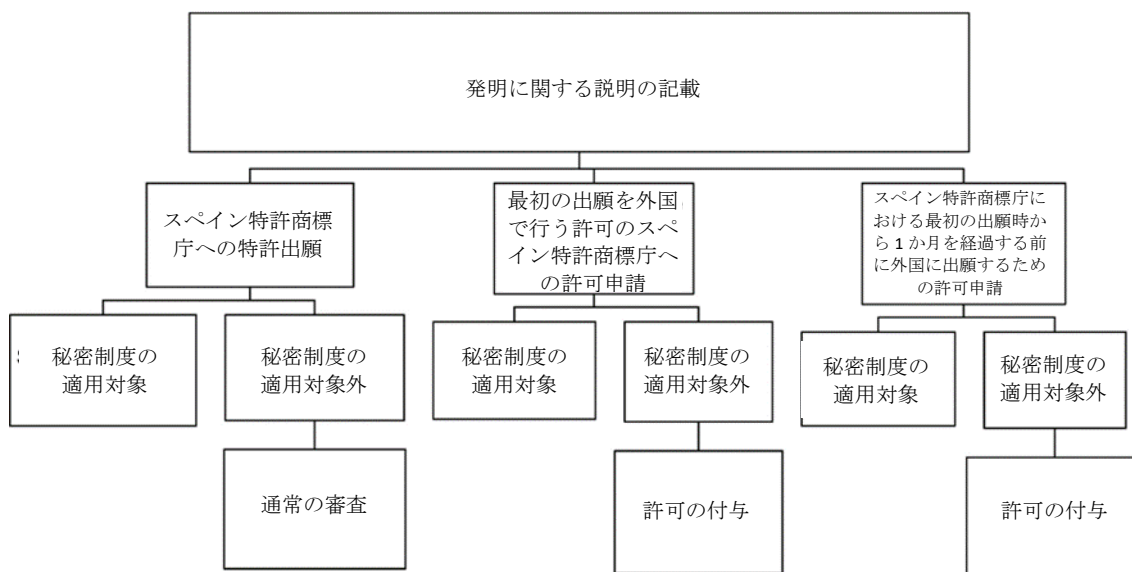 発明に関する説明の記載
スペイン特許商標
庁への特許出願
最初の出願を外国
で行う許可のスペ
イン特許商標庁へ
の許可申請
スペイン特許商標庁に
おける最初の出願時か
ら1か月を経過する前
に外国に出願するため
の許可申請
秘密制度の
適用対象
秘密制度の
適用対象外
秘密制度の
適用対象
秘密制度の
適用対象外
秘密制度の
適用対象
秘密制度の
適用対象外
通常の審査
許可の付与
許可の付与